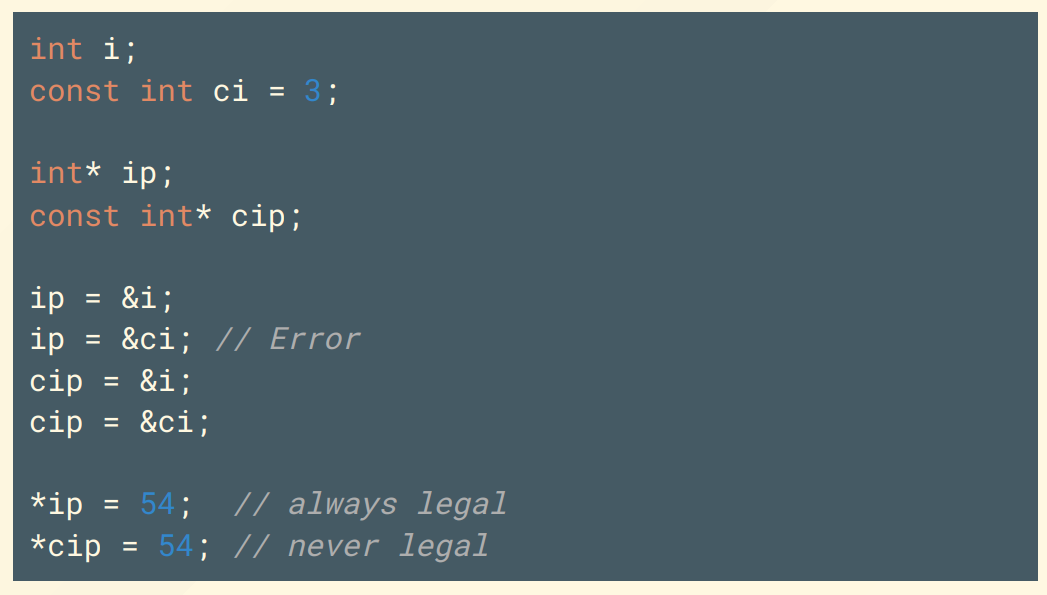 int i;
const int ci = 3;
int* ip;
const int* cip;
ip = &i;
ip = &ci; // Error
cip = &i;
cip = &ci;
*ip = 54;  // always legal
*cip = 54; // never legal